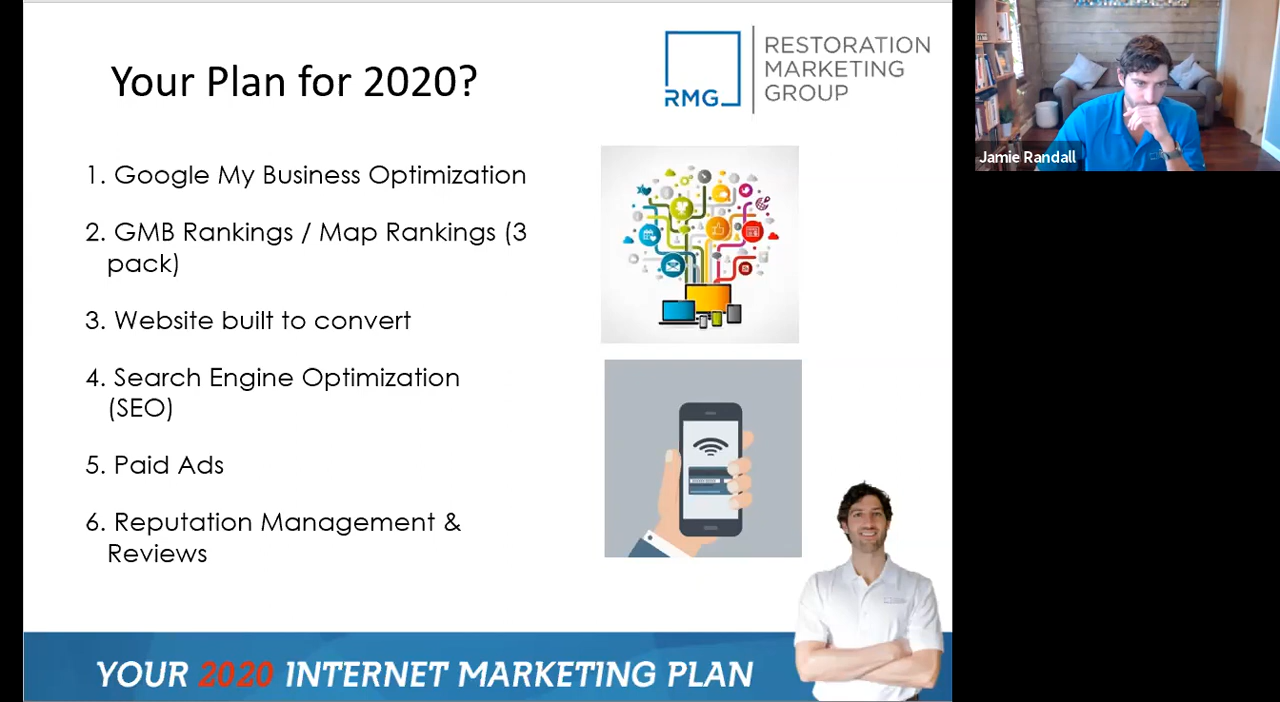 Your Plan for 2020?
RMG
RESTORATION
MARKETING
GROUP
1. Google My Business Optimization
2. GMB Rankings / Map Rankings (3
pack)
3. Website built to convert
4. Search Engine Optimization
(SEO)
5. Paid Ads
6. Reputation Management &
Reviews
YOUR 2020 INTERNET MARKETING PLAN
Jamie Randall